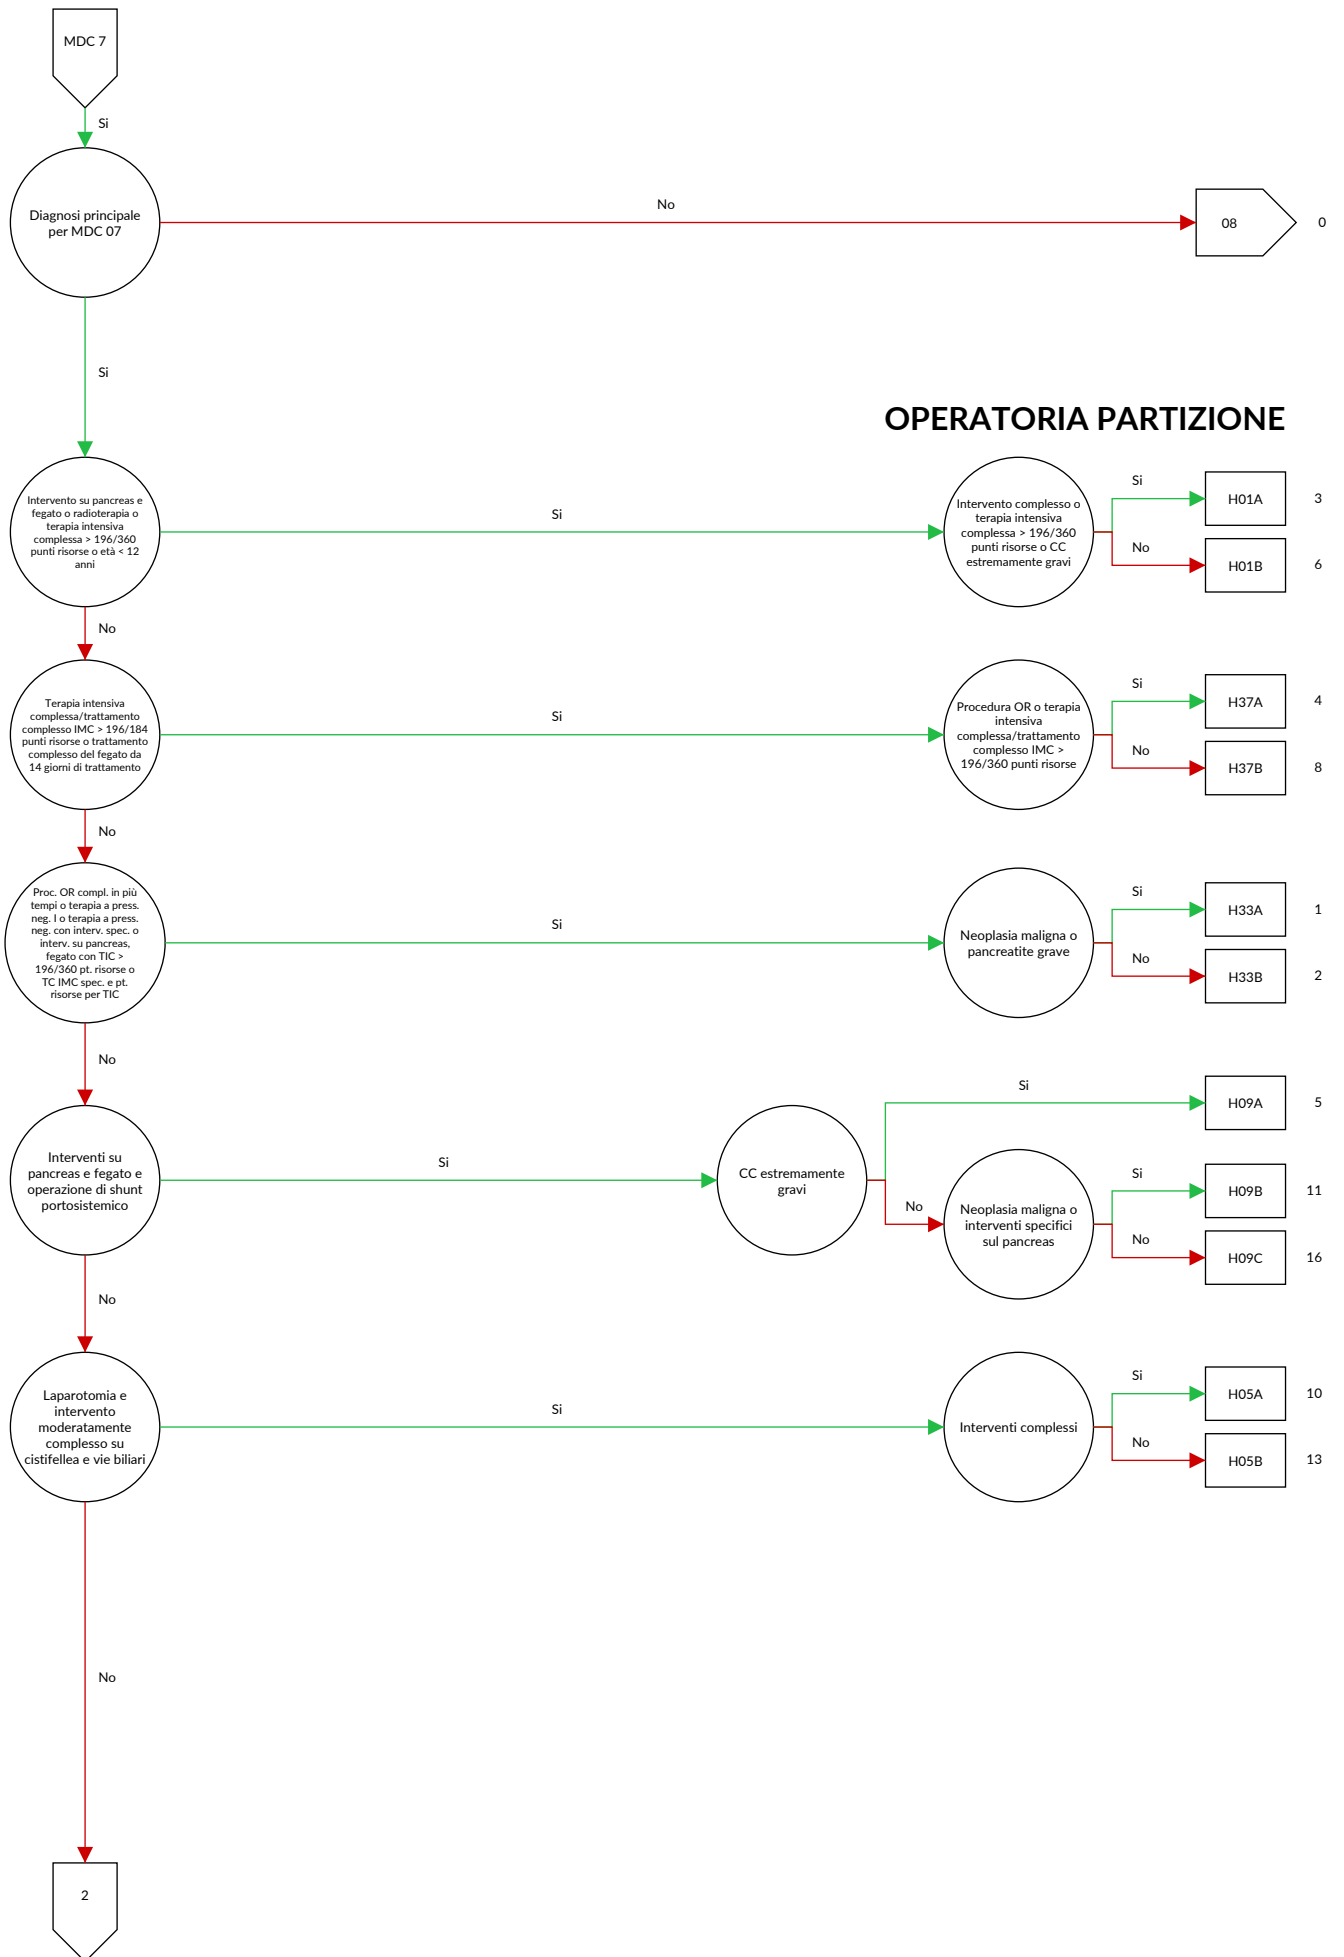 MDC 7
Si
Diagnosi principale
per MDC 07
No
08
0
Si
OPERATORIA PARTIZIONE
Intervento su pancreas e
fegato o radioterapia o
terapia intensiva
complessa > 196/360
punti risorse o età < 12
anni
Si
Intervento complesso o
terapia intensiva
complessa > 196/360
punti risorse o CC
estremamente gravi
Si
H01A
3
No
H01B
6
No
Terapia intensiva
complessa/trattamento
complesso IMC > 196/184
punti risorse o trattamento
complesso del fegato da
14 giorni di trattamento
Si
Procedura OR o terapia
intensiva
complessa/trattamento
complesso IMC >
196/360 punti risorse
Si
H37A
4
No
H37B
8
No
Proc. OR compl. in più
tempi o terapia a press.
neg. I o terapia a press.
neg. con interv. spec. o
interv. su pancreas,
fegato con TIC >
196/360 pt. risorse o
TC IMC spec. e pt.
risorse per TIC
Si
Neoplasia maligna o
pancreatite grave
Si
H33A
1
No
H33B
2
No
Interventi su
pancreas e fegato e
operazione di shunt
portosistemico
Si
CC estremamente
gravi
Si
H09A
5
No
Neoplasia maligna o
interventi specifici
sul pancreas
Si
H09B
11
No
H09C
16
No
Laparotomia e
intervento
moderatamente
complesso su
cistifellea e vie biliari
Si
Interventi complessi
Si
H05A
10
No
H05B
13
No
2